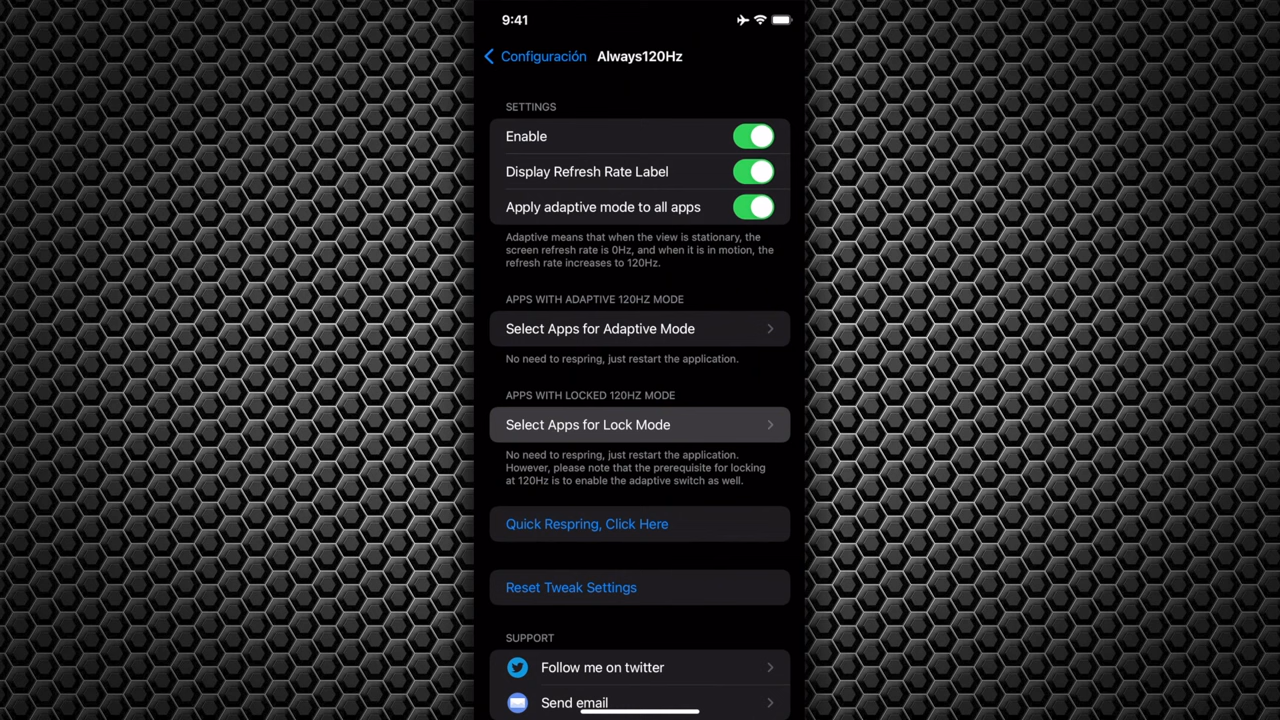 9:41
Configuración Always120Hz
SETTINGS
Enable
Display Refresh Rate Label
Apply adaptive mode to all apps
Adaptive means that when the view is stationary, the
screen refresh rate is 0Hz, and when it is in motion, the
refresh rate increases to 120Hz.
APPS WITH ADAPTIVE 120HZ MODE
Select Apps for Adaptive Mode
No need to respring, just restart the application.
APPS WITH LOCKED 120HZ MODE
Select Apps for Lock Mode
No need to respring, just restart the application.
However, please note that the prerequisite for locking
at 120Hz is to enable the adaptive switch as well.
Quick Respring, Click Here
Reset Tweak Settings
SUPPORT
Follow me on twitter
Send email